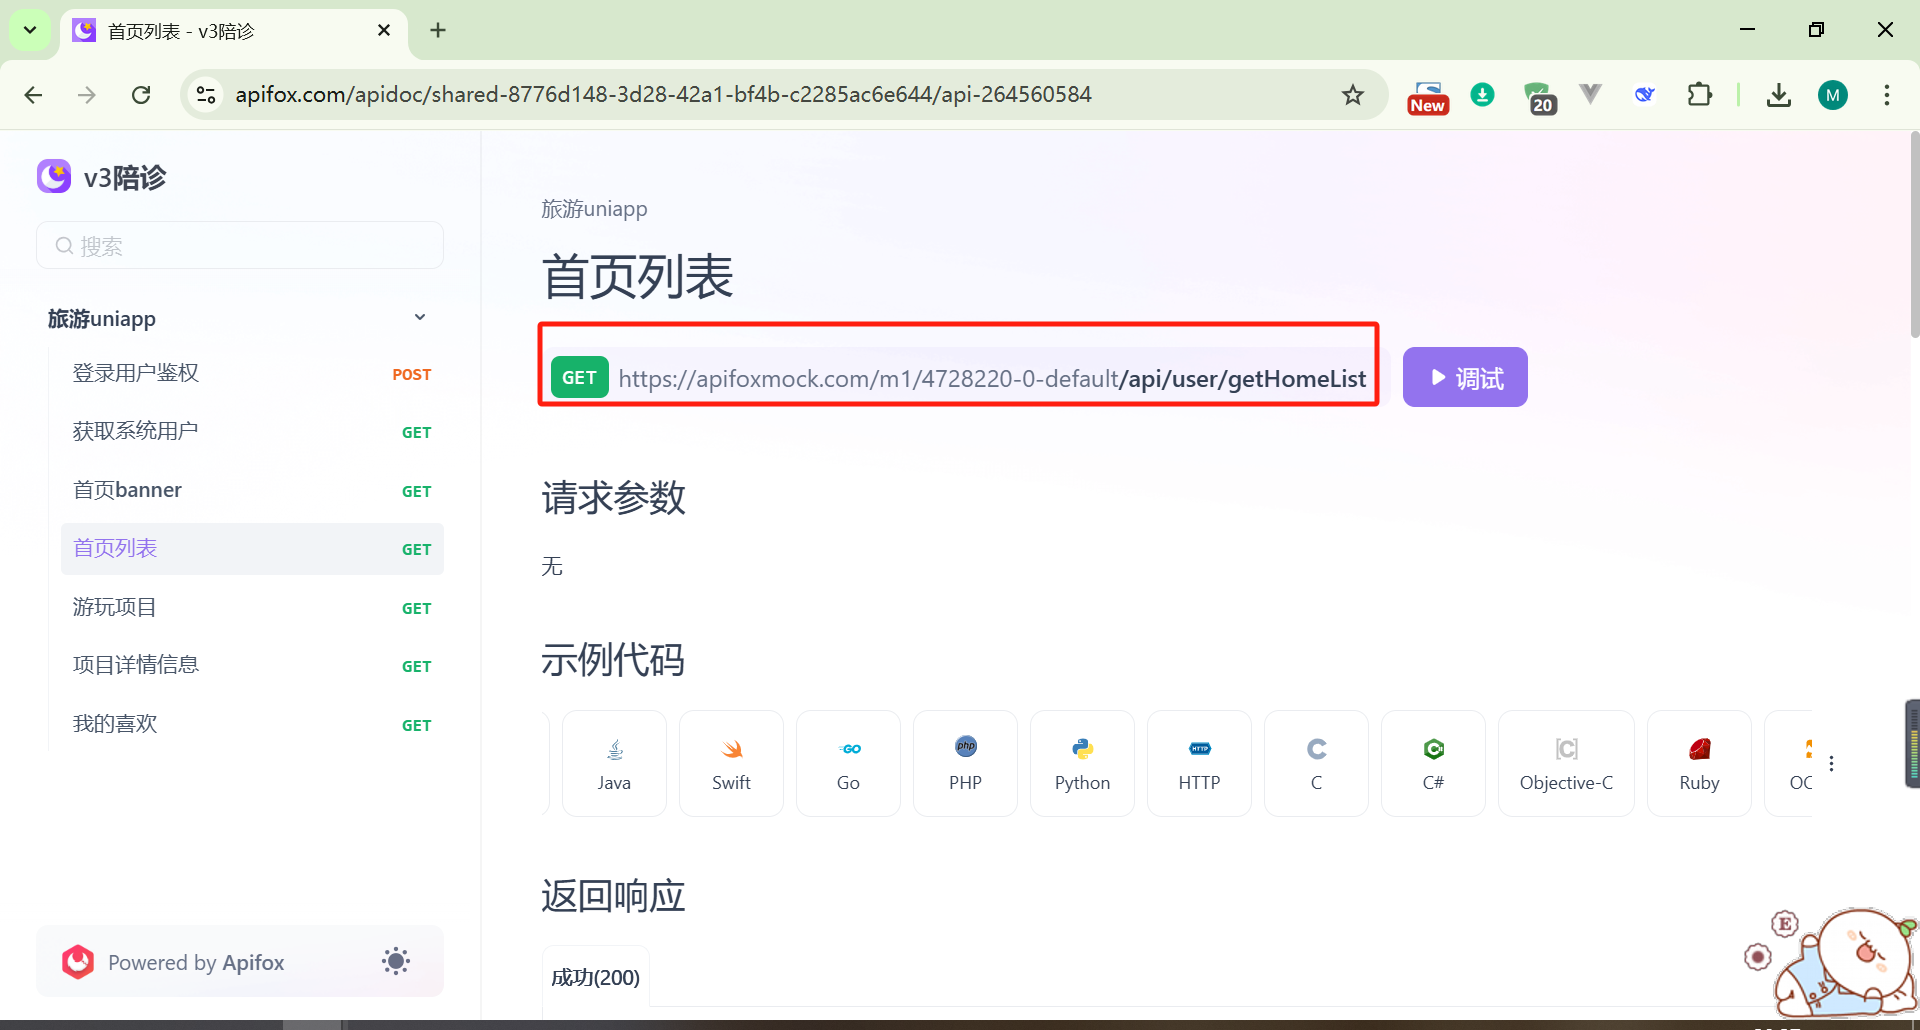 首页列表 - v3陪诊
apifox.com/apidoc/shared-8776d148-3d28-42a1-bf4b-c2285ac6e644/api-264560584
New
20
M
v3陪诊
搜索
旅游uniapp
登录用户鉴权 POST
获取系统用户 GET
首页banner GET
首页列表 GET
游玩项目 GET
项目详情信息 GET
我的喜欢 GET
Powered by Apifox
旅游uniapp
首页列表
GET https://apifoxmock.com/m1/4728220-0-default/api/user/getHomeList
调试
请求参数
无
示例代码
Java
Swift
GO
Go
php
PHP
Python
HTTP
HTTP
C
C
C#
[C]
Objective-C
Ruby
OC
返回响应
成功(200)
E